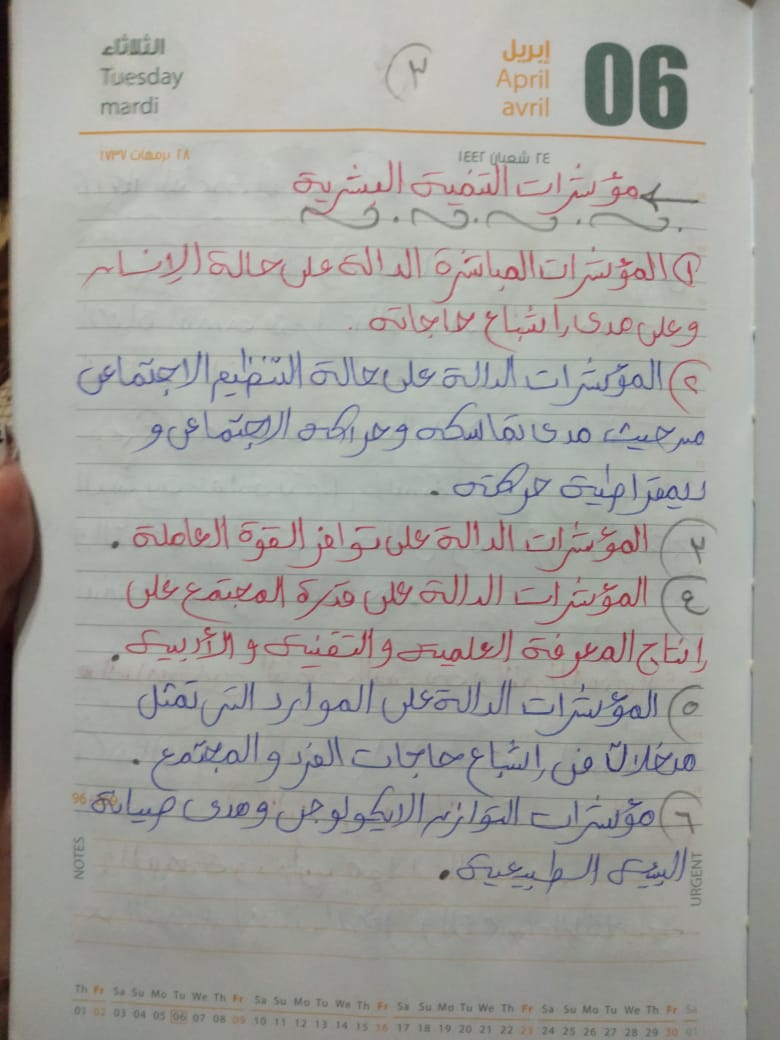 الثلاثاء
Tuesday
mardi
٣
إبريل
April
avril
06
٢٨ برمهات ١٧٣٧
٢٤ شعبان ١٤٤٢
مؤشرات التنمية البشرية
١) المؤشرات المباشرة الدالة على حالة الإنسان
وعلى مدى إشباع حاجاته .
٢) المؤشرات الدالة على حالة التنظيم الاجتماعى
من حيث مدى تماسكه وحراكه الاجتماعى و
ديمقراطية حركته .
٣) المؤشرات الدالة على توافر القوة العاملة .
٤) المؤشرات الدالة على قدرة المجتمع على
إنتاج المعرفة العلمية والتقنية والأدبية .
٥) المؤشرات الدالة على الموارد التى تمثل
مدخلات فى إشباع حاجات الفرد والمجتمع .
٦) مؤشرات التوازن الايكولوجى ومدى صيانة
البيئة الطبيعية .
96
NOTES
URGENT
Th Fr Sa Su Mo Tu We Th Fr Sa Su Mo Tu We Th Fr Sa Su Mo Tu We Th Fr Sa Su Mo Tu We Th Fr Sa
01 02 03 04 05 06 07 08 09 10 11 12 13 14 15 16 17 18 19 20 21 22 23 24 25 26 27 28 29 30 01